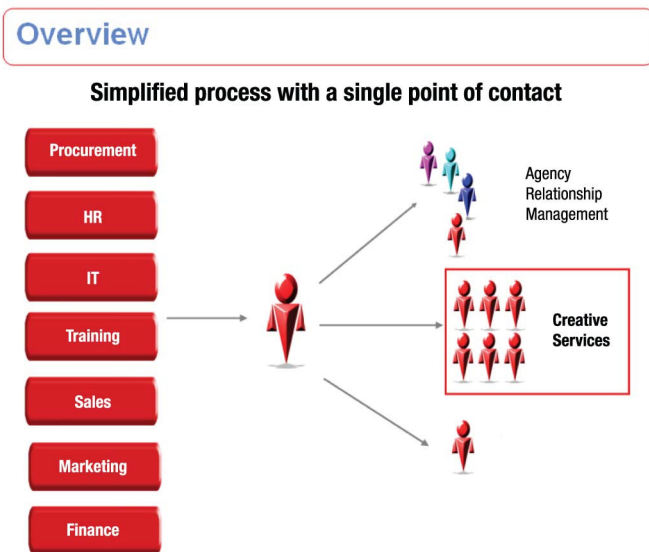 Overview
Simplified process with a single point of contact
Procurement
HR
IT
Training
Sales
Marketing
Finance
Agency
Relationship
Management
Creative
Services